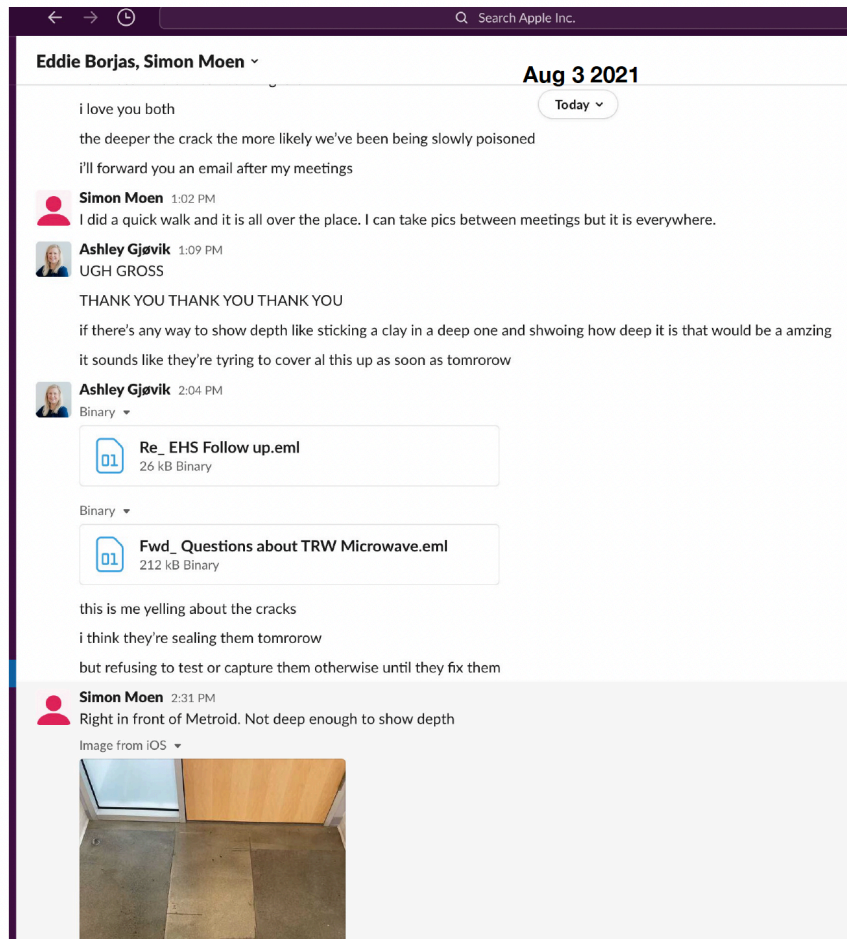 Search Apple Inc.
Eddie Borjas, Simon Moen
Aug 3 2021
Today
i love you both
the deeper the crack the more likely we've been being slowly poisoned
i'll forward you an email after my meetings
Simon Moen 1:02 PM
I did a quick walk and it is all over the place. I can take pics between meetings but it is everywhere.
Ashley Gjøvik 1:09 PM
UGH GROSS
THANK YOU THANK YOU THANK YOU
if there's any way to show depth like sticking a clay in a deep one and shwoing how deep it is that would be a amzing
it sounds like they're tyring to cover al this up as soon as tomrorow
Ashley Gjøvik 2:04 PM
Binary
01
Re_ EHS Follow up.eml
26 kB Binary
Binary
01
Fwd_ Questions about TRW Microwave.eml
212 kB Binary
this is me yelling about the cracks
i think they're sealing them tomrorow
but refusing to test or capture them otherwise until they fix them
Simon Moen 2:31 PM
Right in front of Metroid. Not deep enough to show depth
Image from iOS